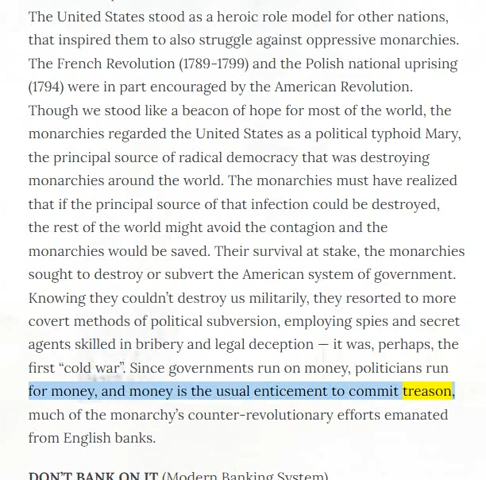 The United States stood as a heroic role model for other nations,
that inspired them to also struggle against oppressive monarchies.
The French Revolution (1789-1799) and the Polish national uprising
(1794) were in part encouraged by the American Revolution.
Though we stood like a beacon of hope for most of the world, the
monarchies regarded the United States as a political typhoid Mary,
the principal source of radical democracy that was destroying
monarchies around the world. The monarchies must have realized
that if the principal source of that infection could be destroyed,
the rest of the world might avoid the contagion and the
monarchies would be saved. Their survival at stake, the monarchies
sought to destroy or subvert the American system of government.
Knowing they couldn't destroy us militarily, they resorted to more
covert methods of political subversion, employing spies and secret
agents skilled in bribery and legal deception — it was, perhaps, the
first “cold war”. Since governments run on money, politicians run
for money, and money is the usual enticement to commit treason,
much of the monarchy's counter-revolutionary efforts emanated
from English banks.
DON'T BANK ON IT (Modern Banking System)